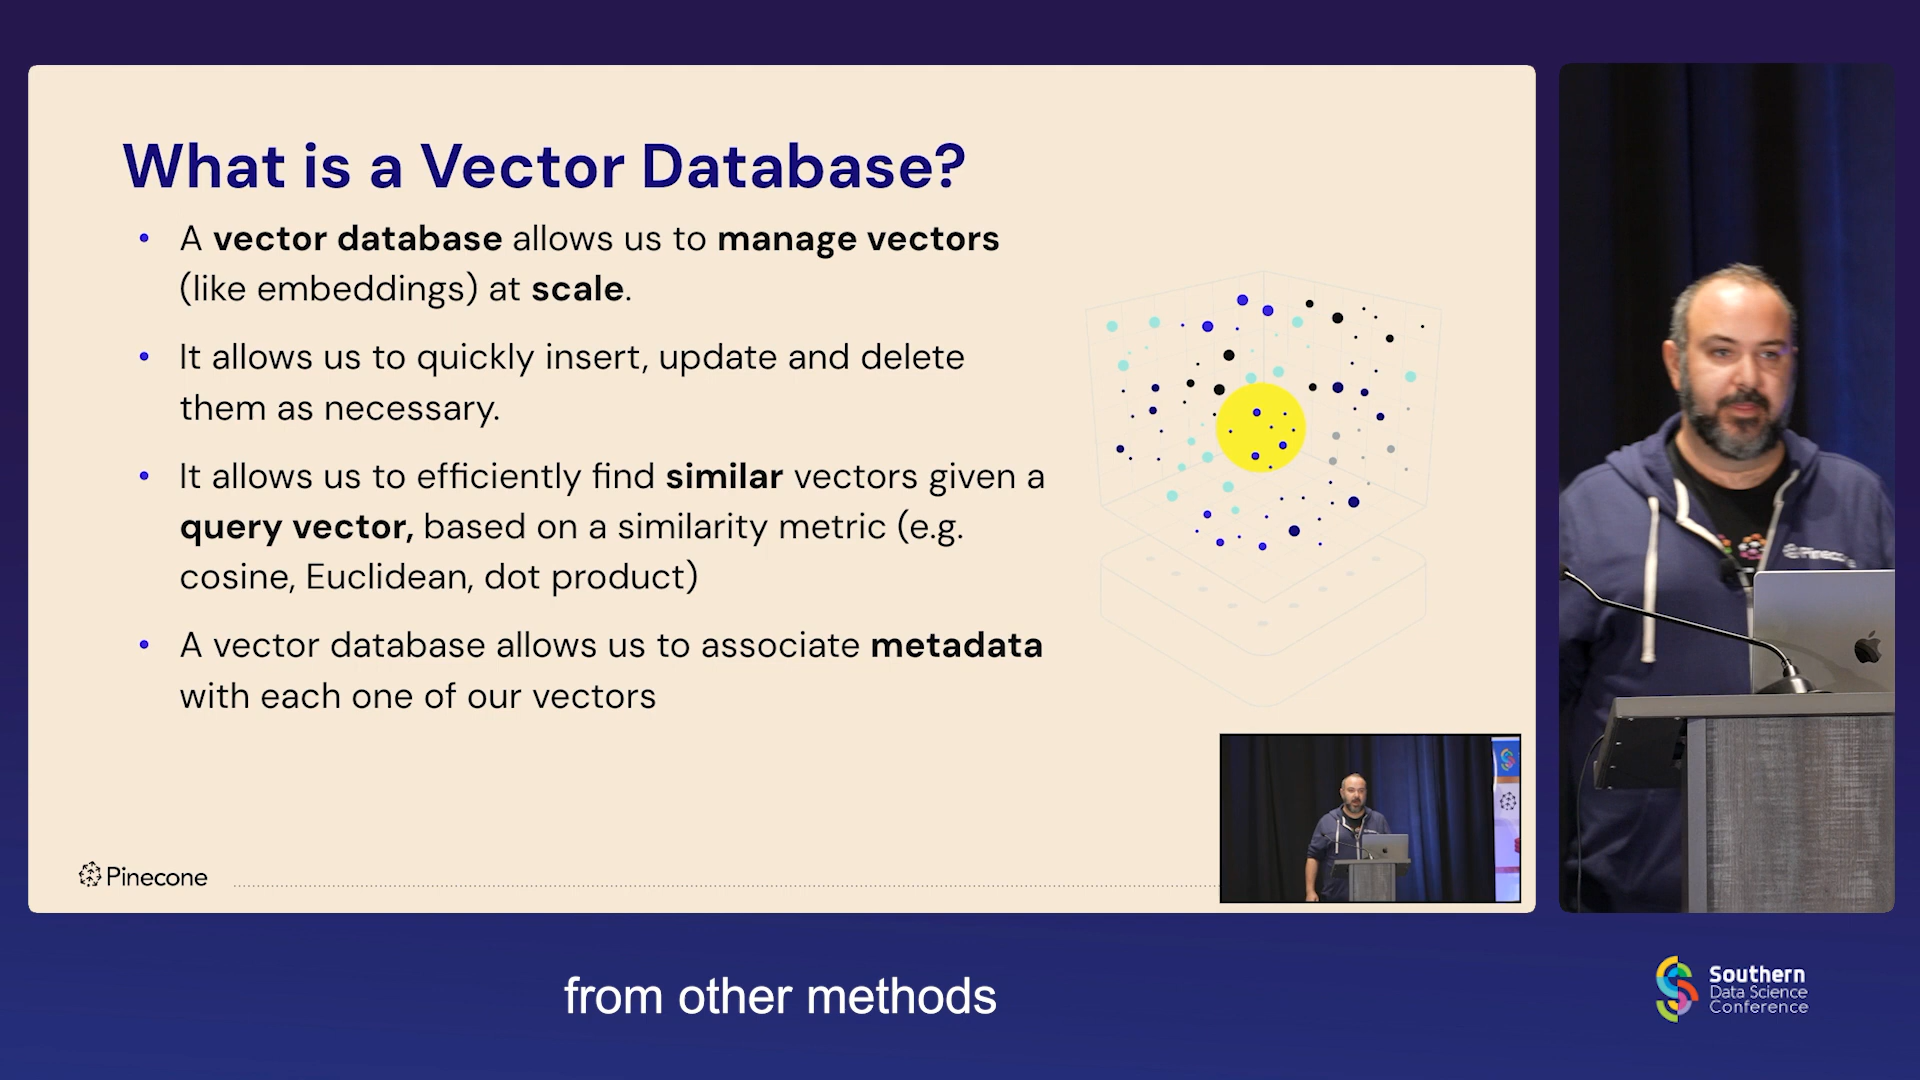 What is a Vector Database?
• A vector database allows us to manage vectors
(like embeddings) at scale.
• It allows us to quickly insert, update and delete
them as necessary.
• It allows us to efficiently find similar vectors given a
query vector, based on a similarity metric (e.g.
cosine, Euclidean, dot product)
• A vector database allows us to associate metadata
with each one of our vectors
Pinecone
from other methods
Southern
Data Science
Conference